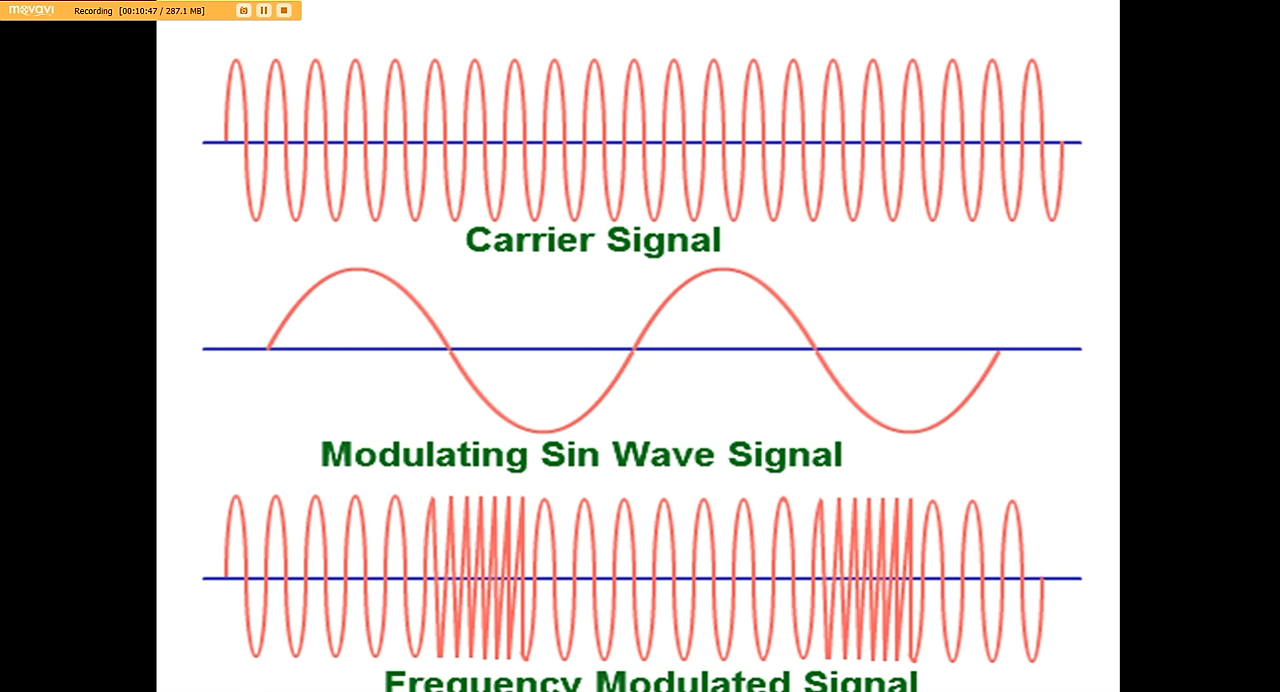 movavi Recording [00:10:47 / 287.1 MB]
Carrier Signal
Modulating Sin Wave Signal
Frequency Modulated Signal